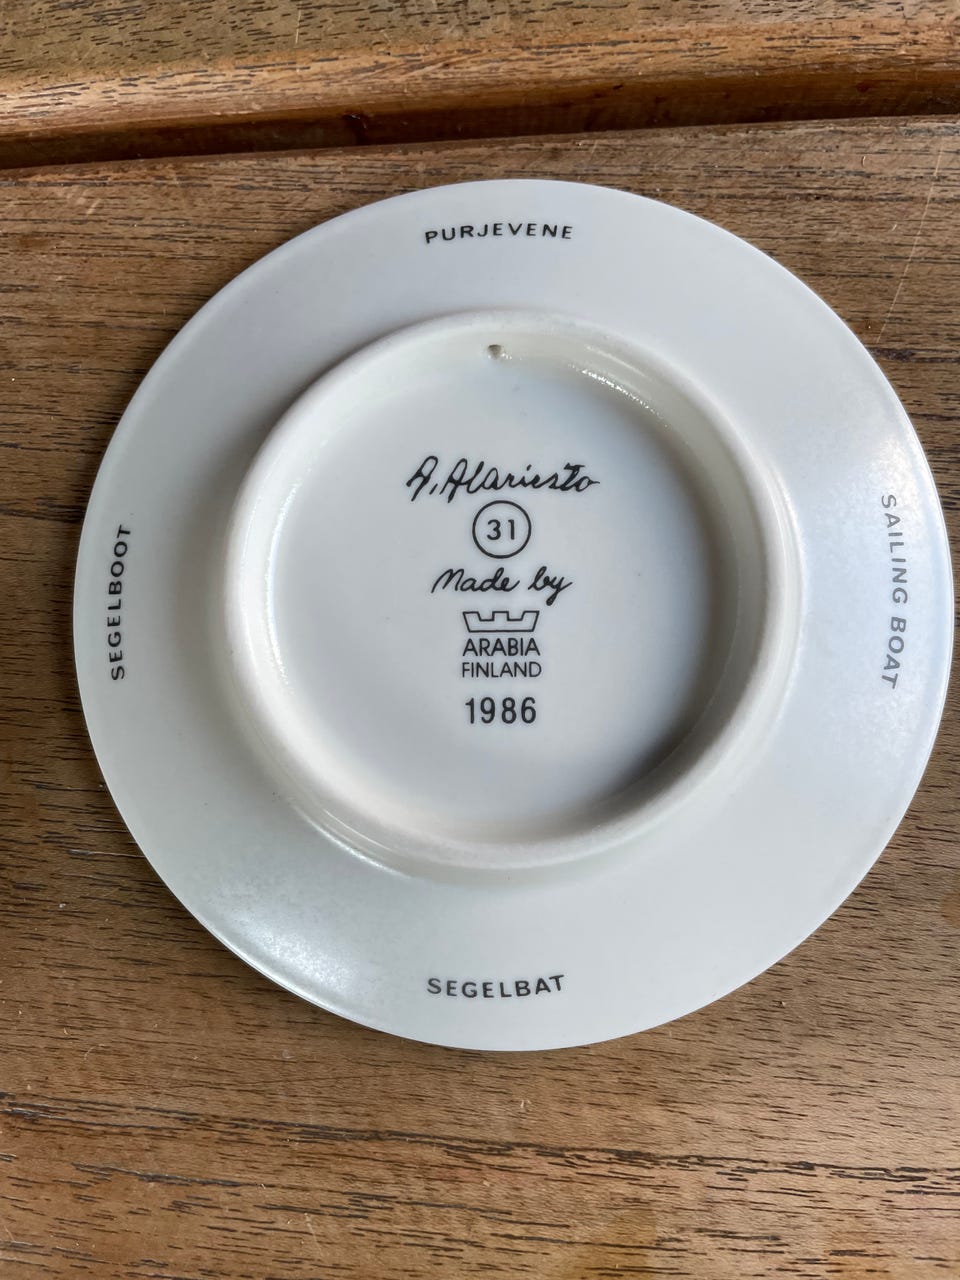 PURJEVENE
A. Alariesto
31
Made by
ARABIA
FINLAND
1986
SEGELBOOT
SAILING BOAT
SEGELBAT